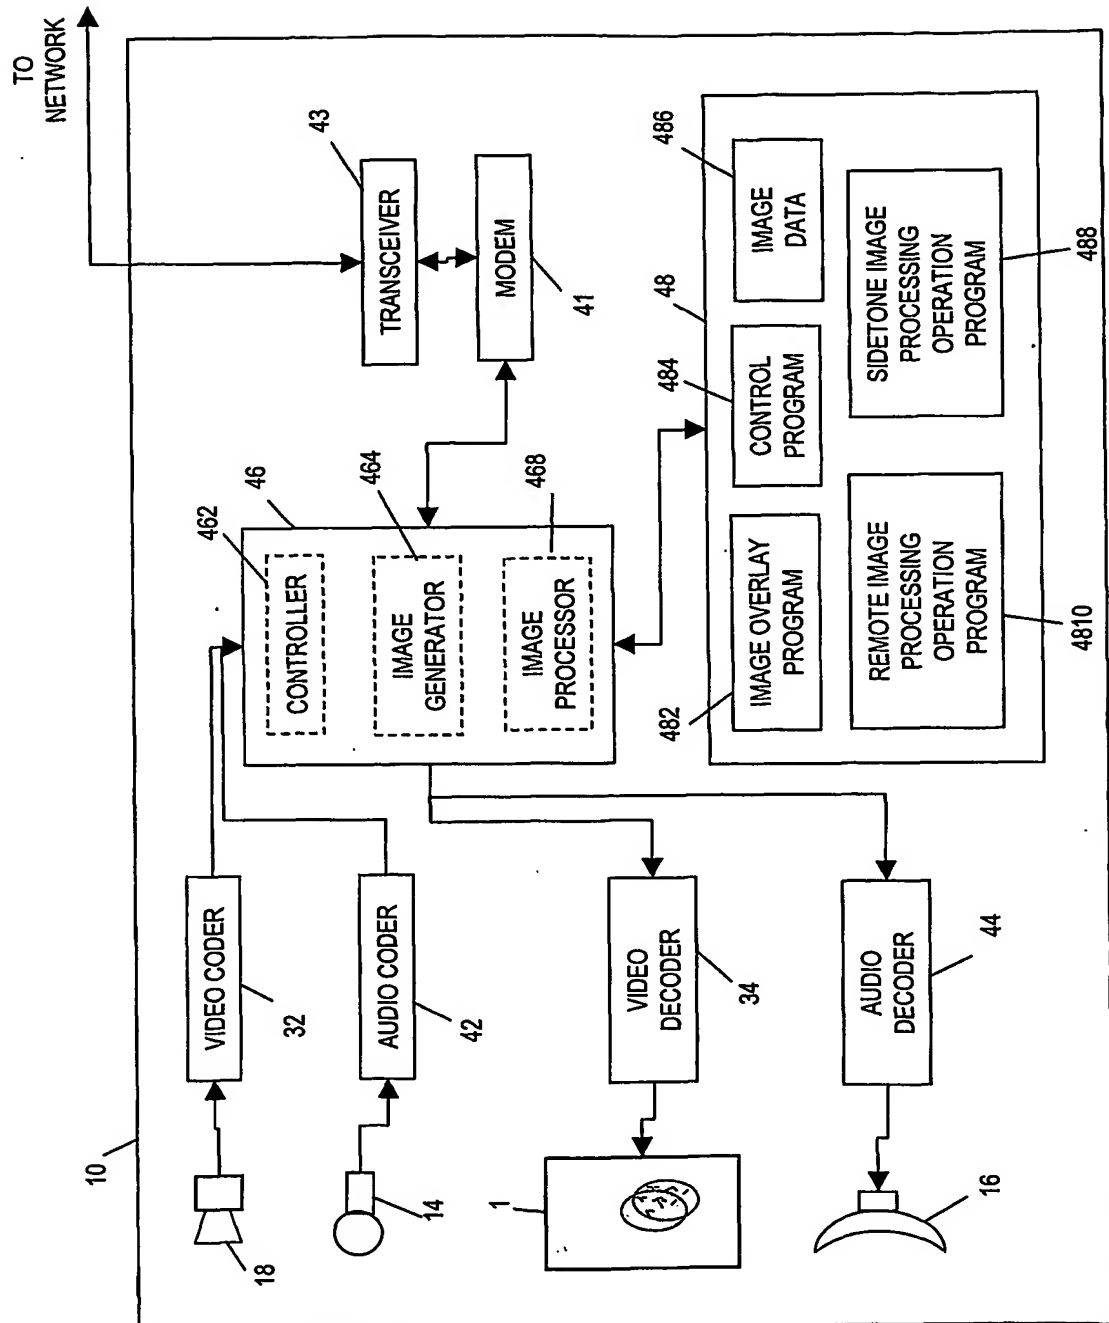 TO
NETWORK
43
TRANSCEIVER
MODEM
41
46
462
CONTROLLER
464
IMAGE
GENERATOR
468
IMAGE
PROCESSOR
48
486
IMAGE
DATA
484
CONTROL
PROGRAM
482
IMAGE OVERLAY
PROGRAM
SIDETONE IMAGE
PROCESSING
OPERATION
PROGRAM
488
REMOTE IMAGE
PROCESSING
OPERATION
PROGRAM
4810
10
VIDEO CODER
32
AUDIO CODER
42
VIDEO
DECODER
34
AUDIO
DECODER
44
18
14
1
16